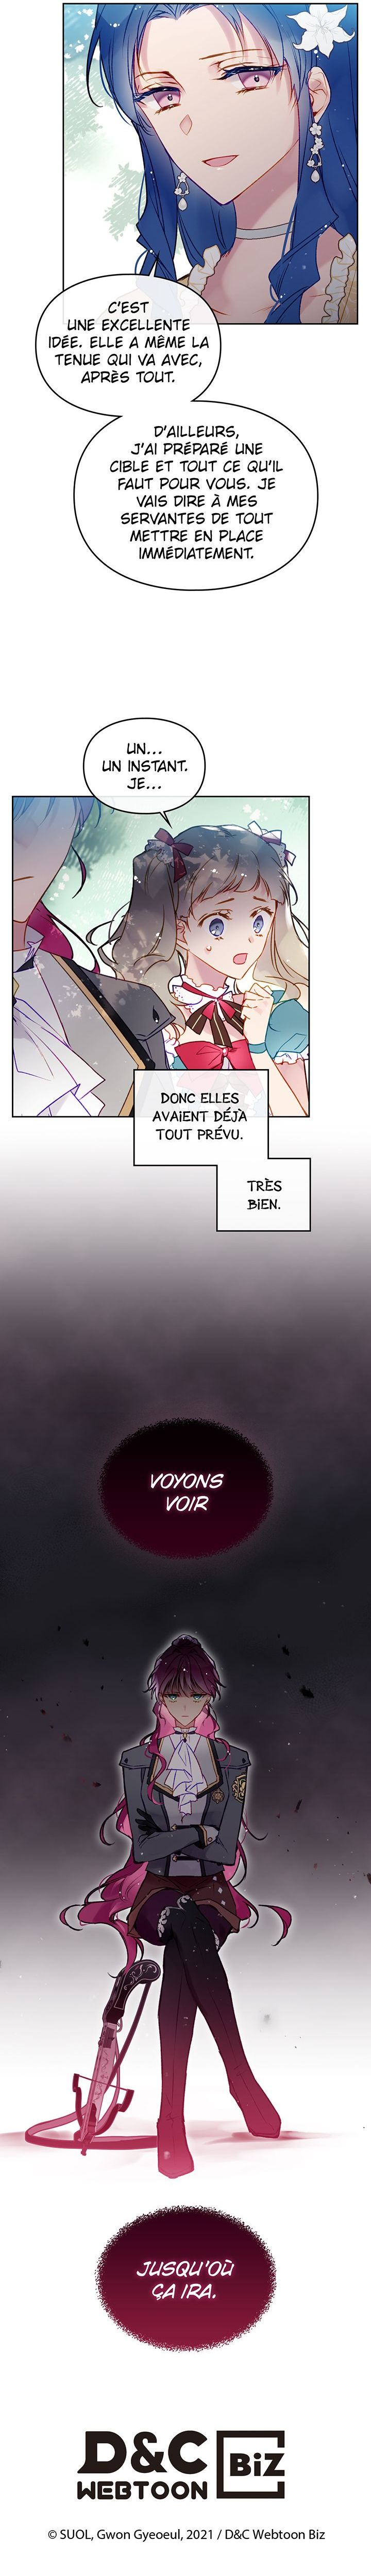 C'EST
UNE EXCELLENTE
IDÉE. ELLE A MÊME LA
TENUE QUI VA AVEC,
APRÈS TOUT.
D'AILLEURS,
J'AI PRÉPARÉ UNE
CIBLE ET TOUT CE QU'IL
FAUT POUR VOUS. JE
VAIS DIRE À MES
SERVANTES DE TOUT
METTRE EN PLACE
IMMÉDIATEMENT.
UN...
UN INSTANT.
JE...
DONC ELLES
AVAIENT DÉJÀ
TOUT PRÉVU.
TRÈS
BIEN.
VOYONS
VOIR
JUSQU'OÙ
ÇA IRA.
D&C
WEBTOON
BiZ
© SUOL, Gwon Gyeoeul, 2021 / D&C Webtoon Biz